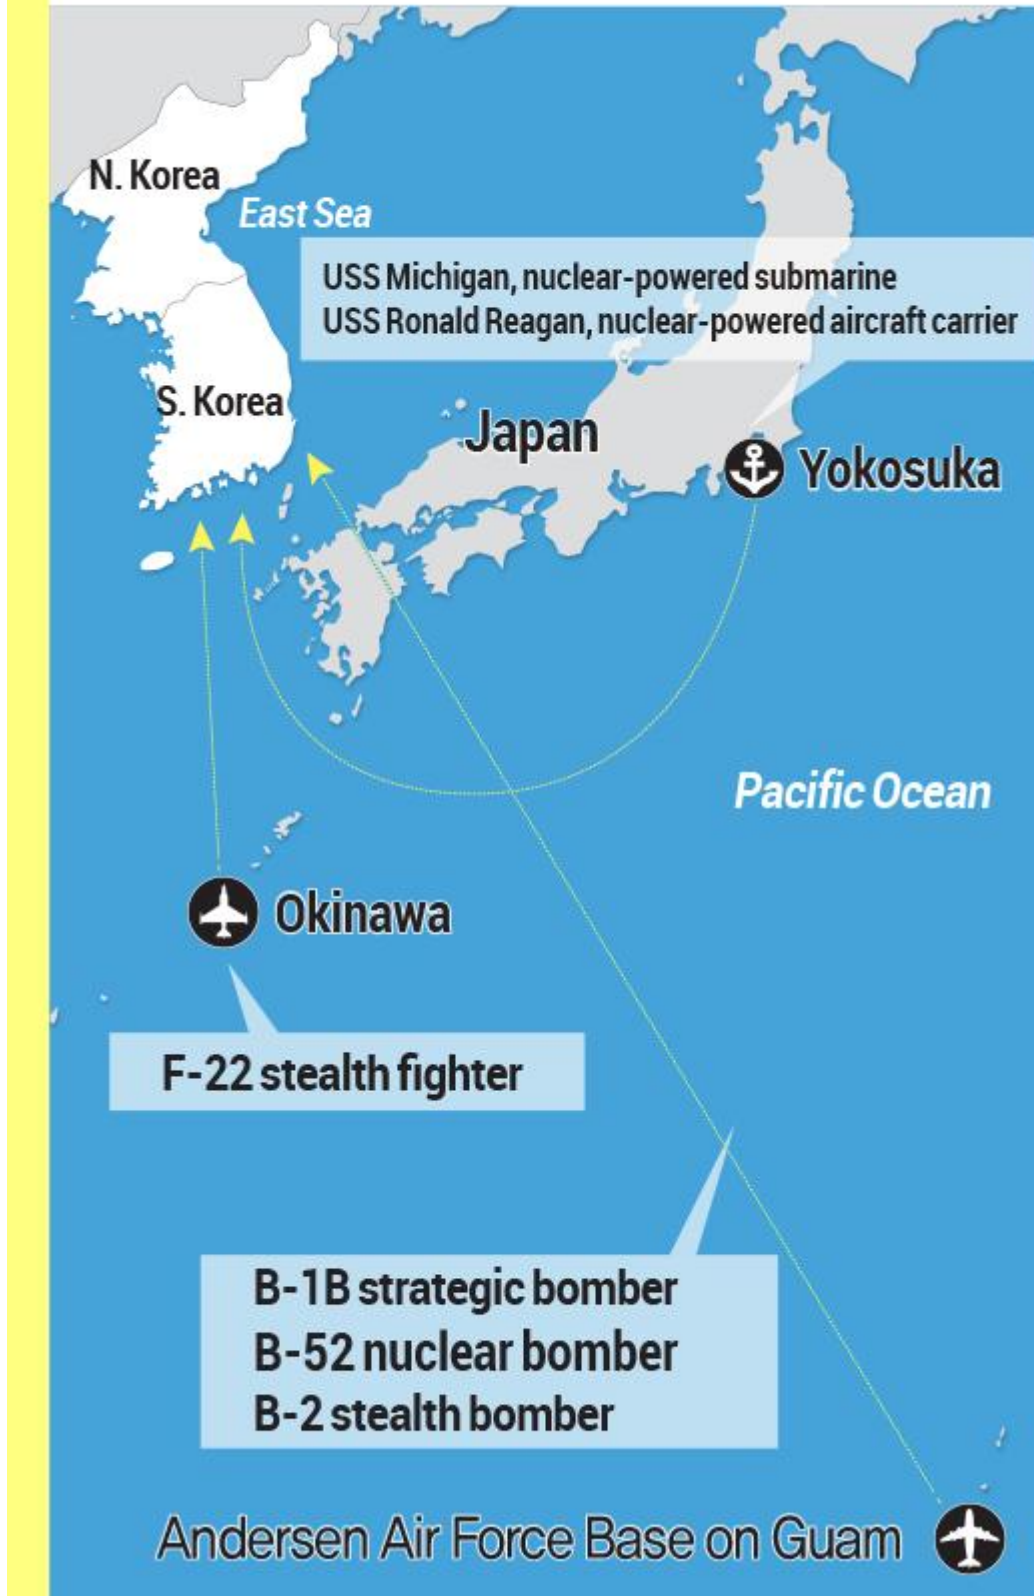 N. Korea
East Sea
USS Michigan, nuclear-powered submarine
USS Ronald Reagan, nuclear-powered aircraft carrier
S. Korea
Japan
Yokosuka
Pacific Ocean
Okinawa
F-22 stealth fighter
B-1B strategic bomber
B-52 nuclear bomber
B-2 stealth bomber
Andersen Air Force Base on Guam